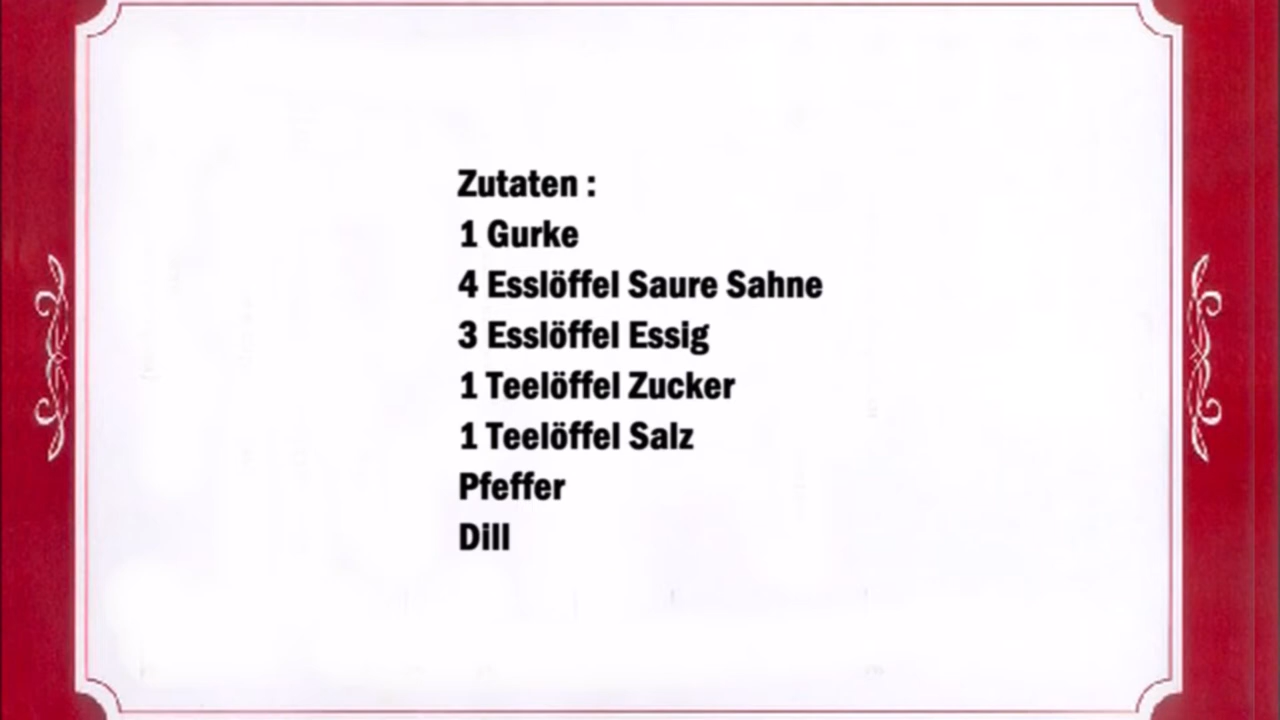 Zutaten :
1 Gurke
4 Esslöffel Saure Sahne
3 Esslöffel Essig
1 Teelöffel Zucker
1 Teelöffel Salz
Pfeffer
Dill